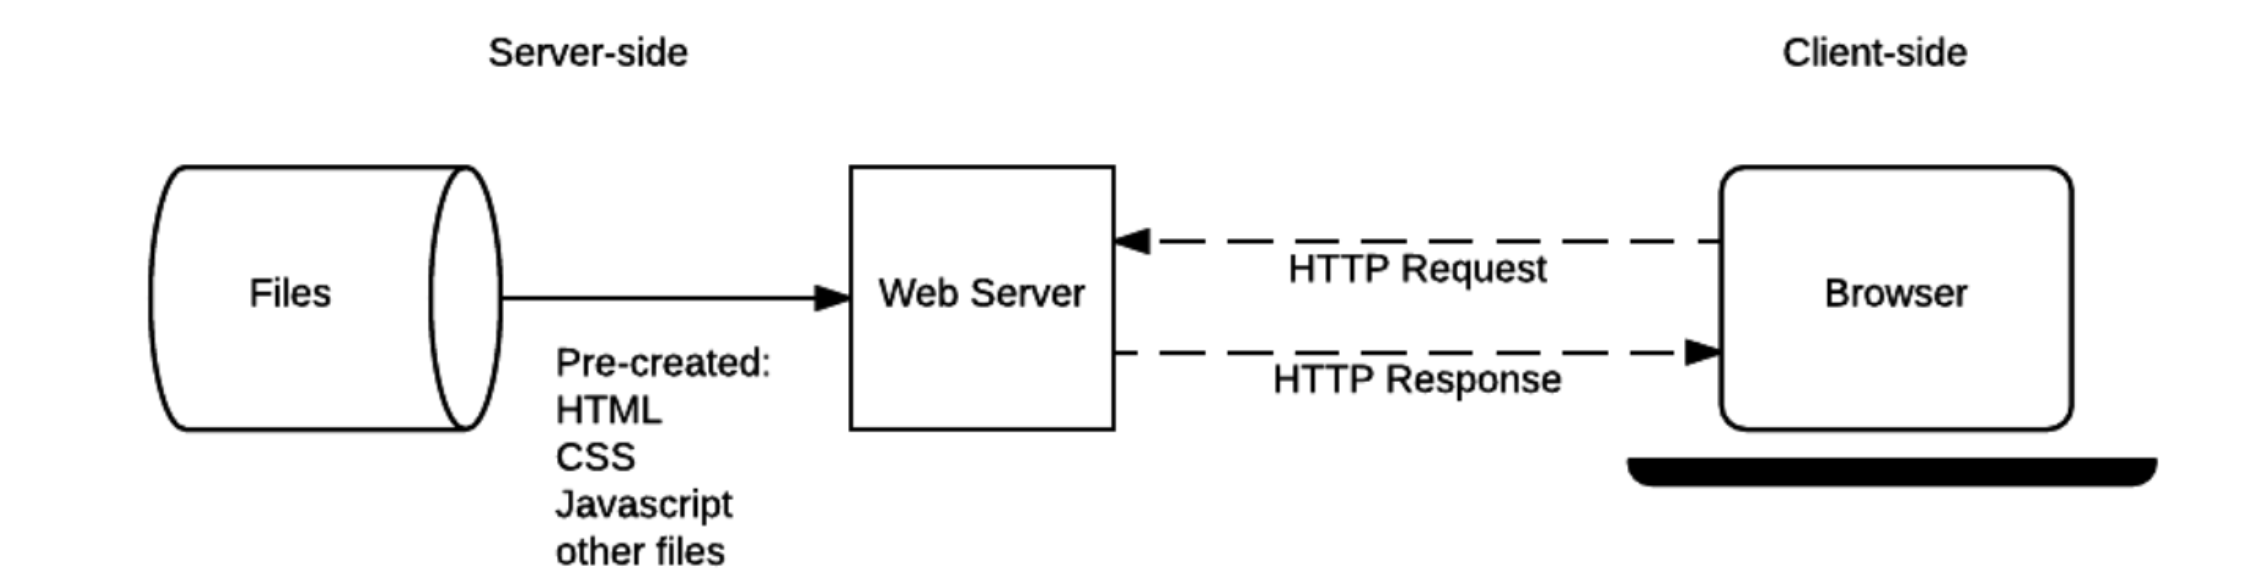 Server-side
Client-side
Files
Pre-created:
HTML
CSS
Javascript
other files
Web Server
HTTP Request
HTTP Response
Browser